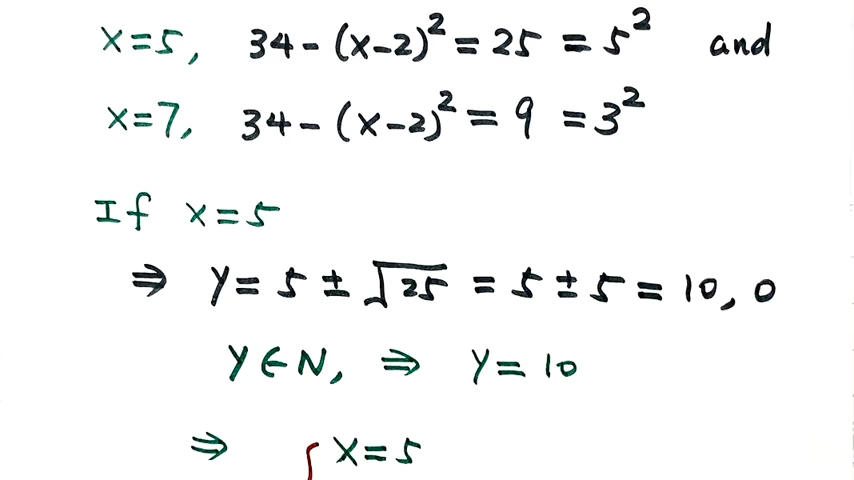 x=5, 34-(x-2)²=25=5² and
x=7, 34-(x-2)²=9=3²
If x=5
⇒ y=5±√25=5±5=10,0
y∈N, ⇒ y=10
⇒ x=5